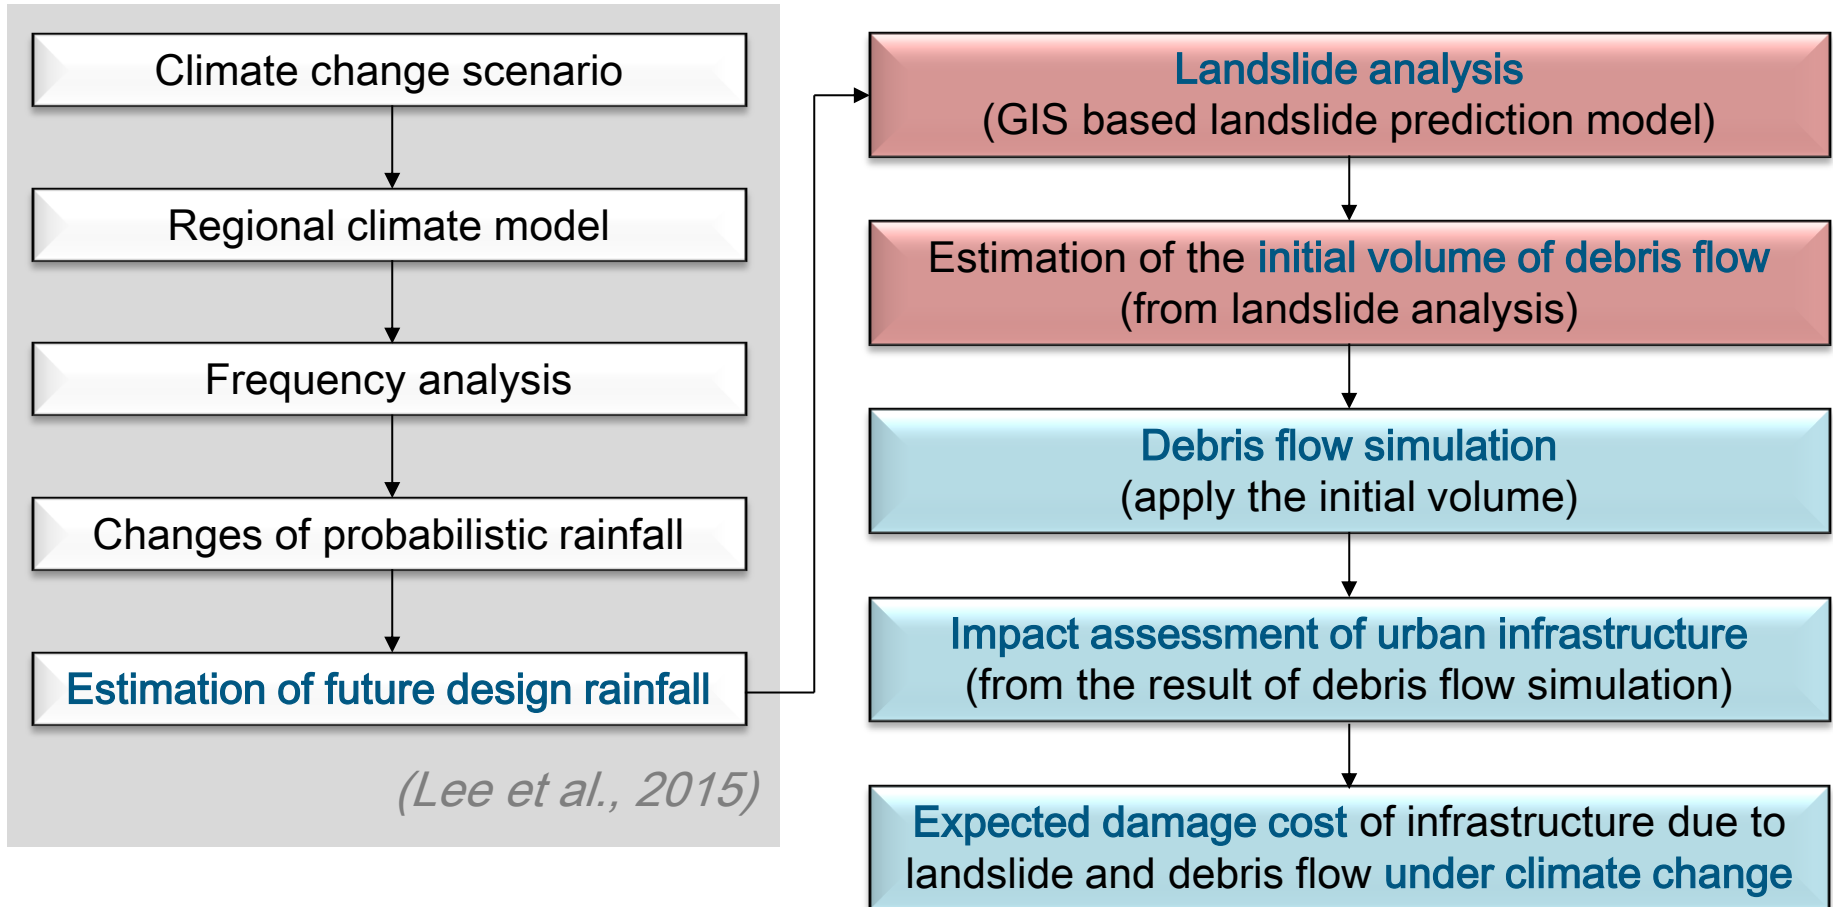 Climate change scenario
Regional climate model
Frequency analysis
Changes of probabilistic rainfall
Estimation of future design rainfall
(Lee et al., 2015)
Landslide analysis
(GIS based landslide prediction model)
Estimation of the initial volume of debris flow
(from landslide analysis)
Debris flow simulation
(apply the initial volume)
Impact assessment of urban infrastructure
(from the result of debris flow simulation)
Expected damage cost of infrastructure due to
landslide and debris flow under climate change